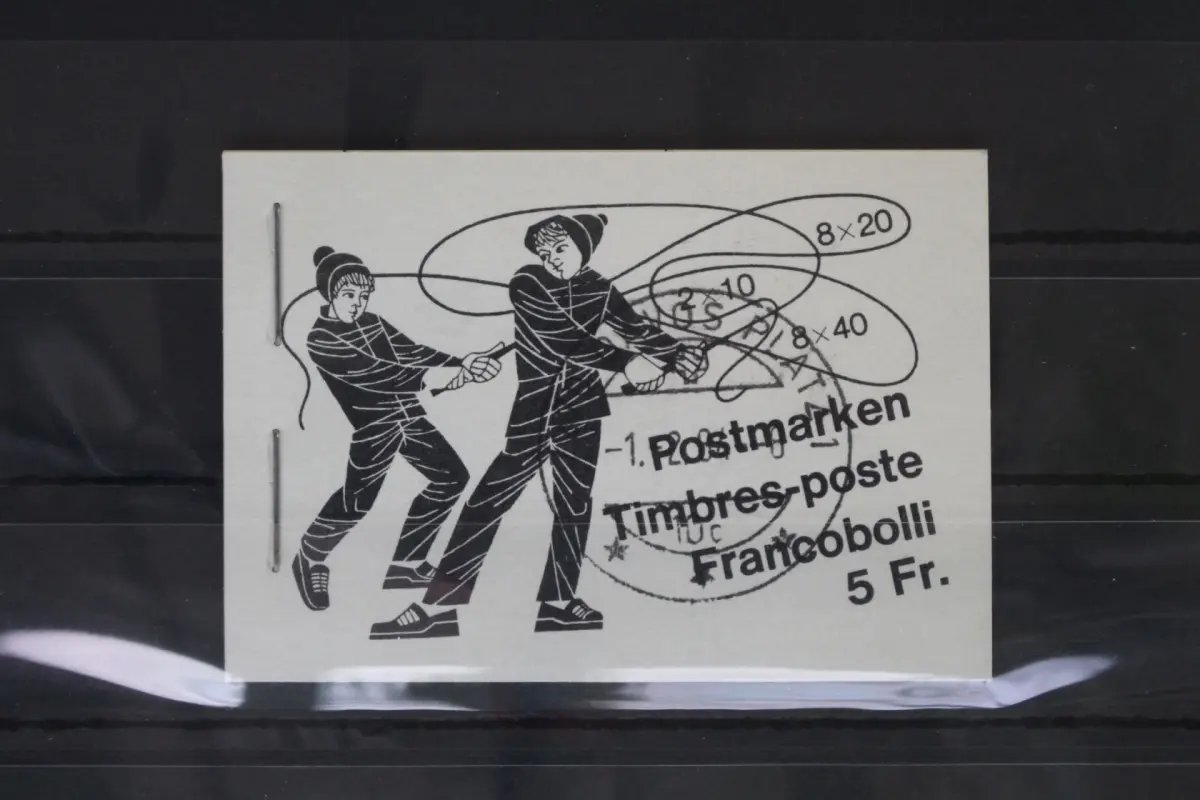 8×20
2×10
8×40
Postmarken
Timbres-poste
Francobolli
5 Fr.